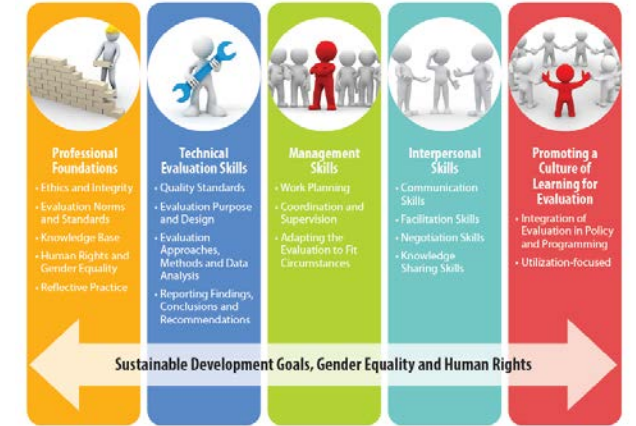 Professional
Foundations
• Ethics and Integrity
• Evaluation Norms
and Standards
• Knowledge Base
• Human Rights and
Gender Equality
• Reflective Practice
Technical
Evaluation Skills
• Quality Standards
• Evaluation Purpose
and Design
• Evaluation
Approaches,
Methods and Data
Analysis
• Reporting Findings,
Conclusions and
Recommendations
Management
Skills
• Work Planning
• Coordination and
Supervision
• Adapting the
Evaluation to Fit
Circumstances
Interpersonal
Skills
• Communication
Skills
• Facilitation Skills
• Negotiation Skills
• Knowledge
Sharing Skills
Promoting a
Culture of
Learning for
Evaluation
• Integration of
Evaluation in Policy
and Programming
• Utilization-focused
Sustainable Development Goals, Gender Equality and Human Rights